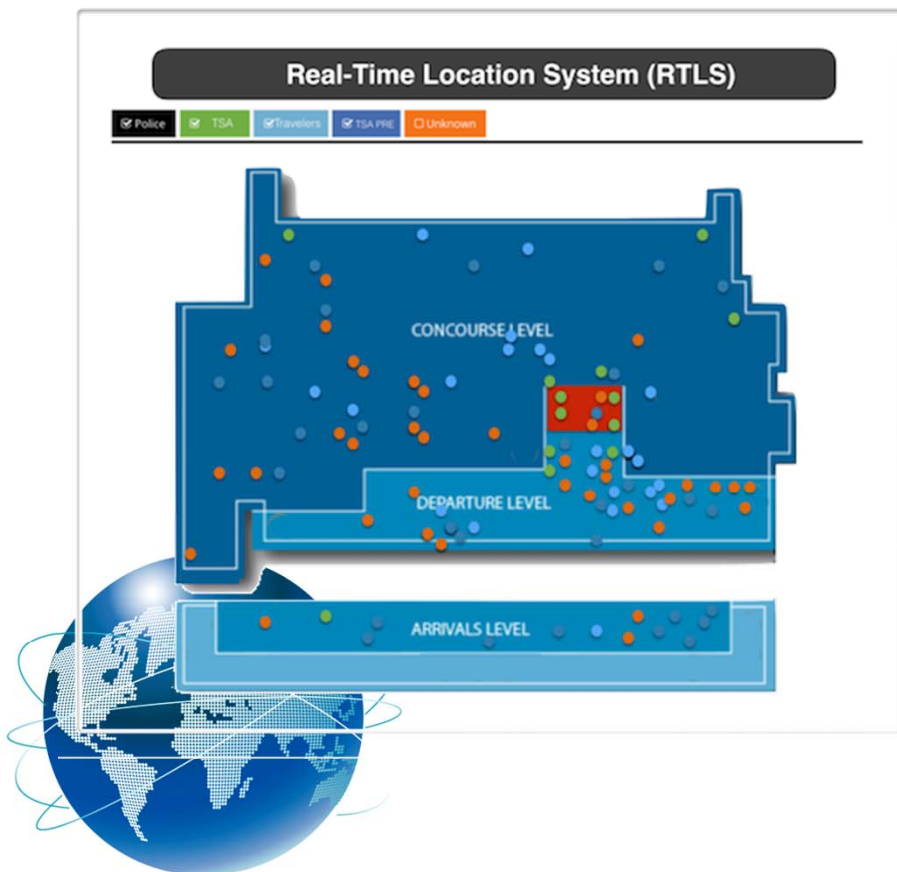 Real-Time Location System (RTLS)
Police TSA Travelers TSA PRE Unknown
CONCOURSE LEVEL
DEPARTURE LEVEL
ARRIVALS LEVEL